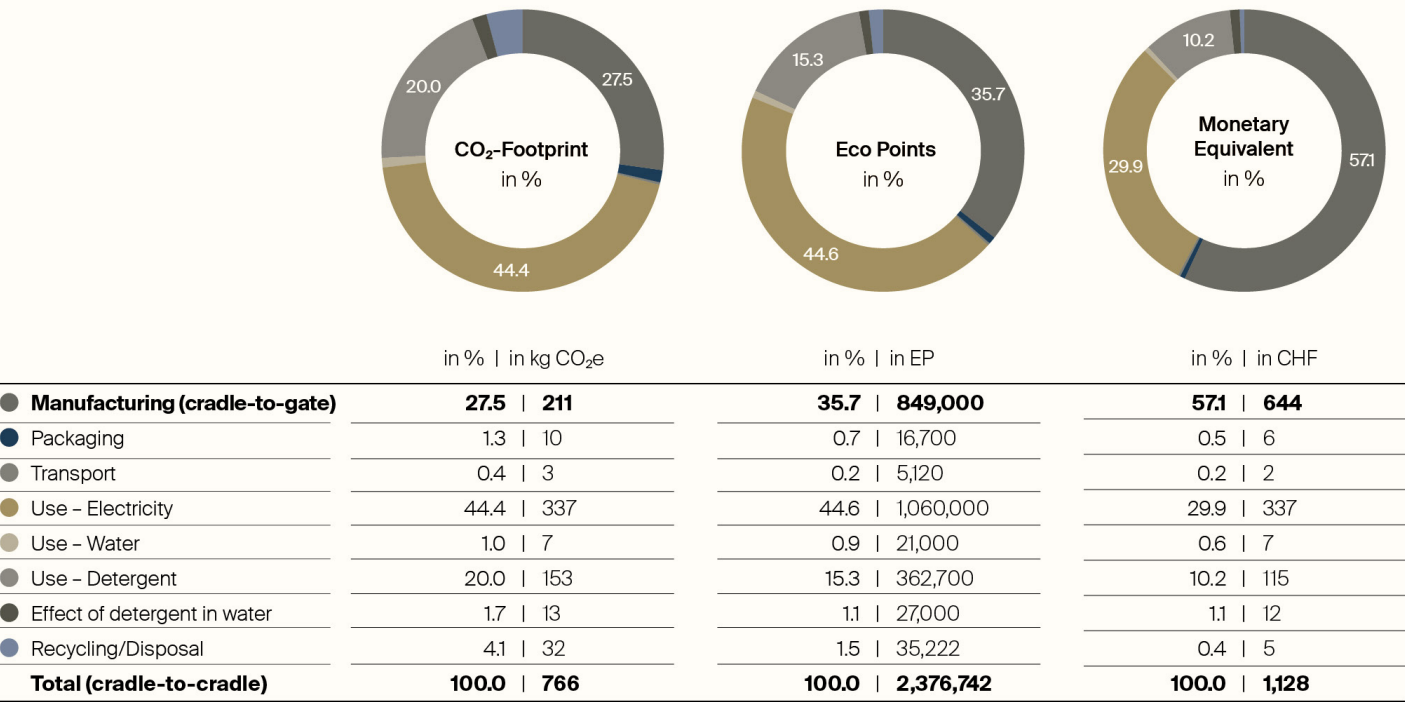 20.0
27.5
CO₂-Footprint
in %
44.4
15.3
35.7
Eco Points
in %
44.6
10.2
Monetary
Equivalent
in %
57.1
29.9
in % | in kg CO₂e in % | in EP in % | in CHF
Manufacturing (cradle-to-gate) 27.5 | 211 35.7 | 849,000 57.1 | 644
Packaging 1.3 | 10 0.7 | 16,700 0.5 | 6
Transport 0.4 | 3 0.2 | 5,120 0.2 | 2
Use – Electricity 44.4 | 337 44.6 | 1,060,000 29.9 | 337
Use – Water 1.0 | 7 0.9 | 21,000 0.6 | 7
Use – Detergent 20.0 | 153 15.3 | 362,700 10.2 | 115
Effect of detergent in water 1.7 | 13 1.1 | 27,000 1.1 | 12
Recycling/Disposal 4.1 | 32 1.5 | 35,222 0.4 | 5
Total (cradle-to-cradle) 100.0 | 766 100.0 | 2,376,742 100.0 | 1,128